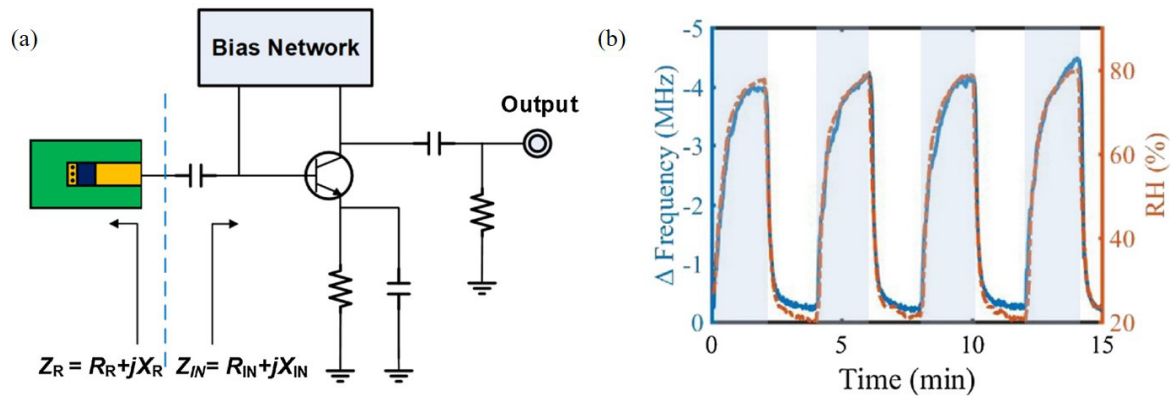 (a)
Bias Network
Output
Z_R = R_R+jX_R
Z_IN= R_IN+jX_IN
(b)
Δ Frequency (MHz)
-5
-4
-3
-2
-1
0
80
60
40
20
RH (%)
0
5
10
15
Time (min)